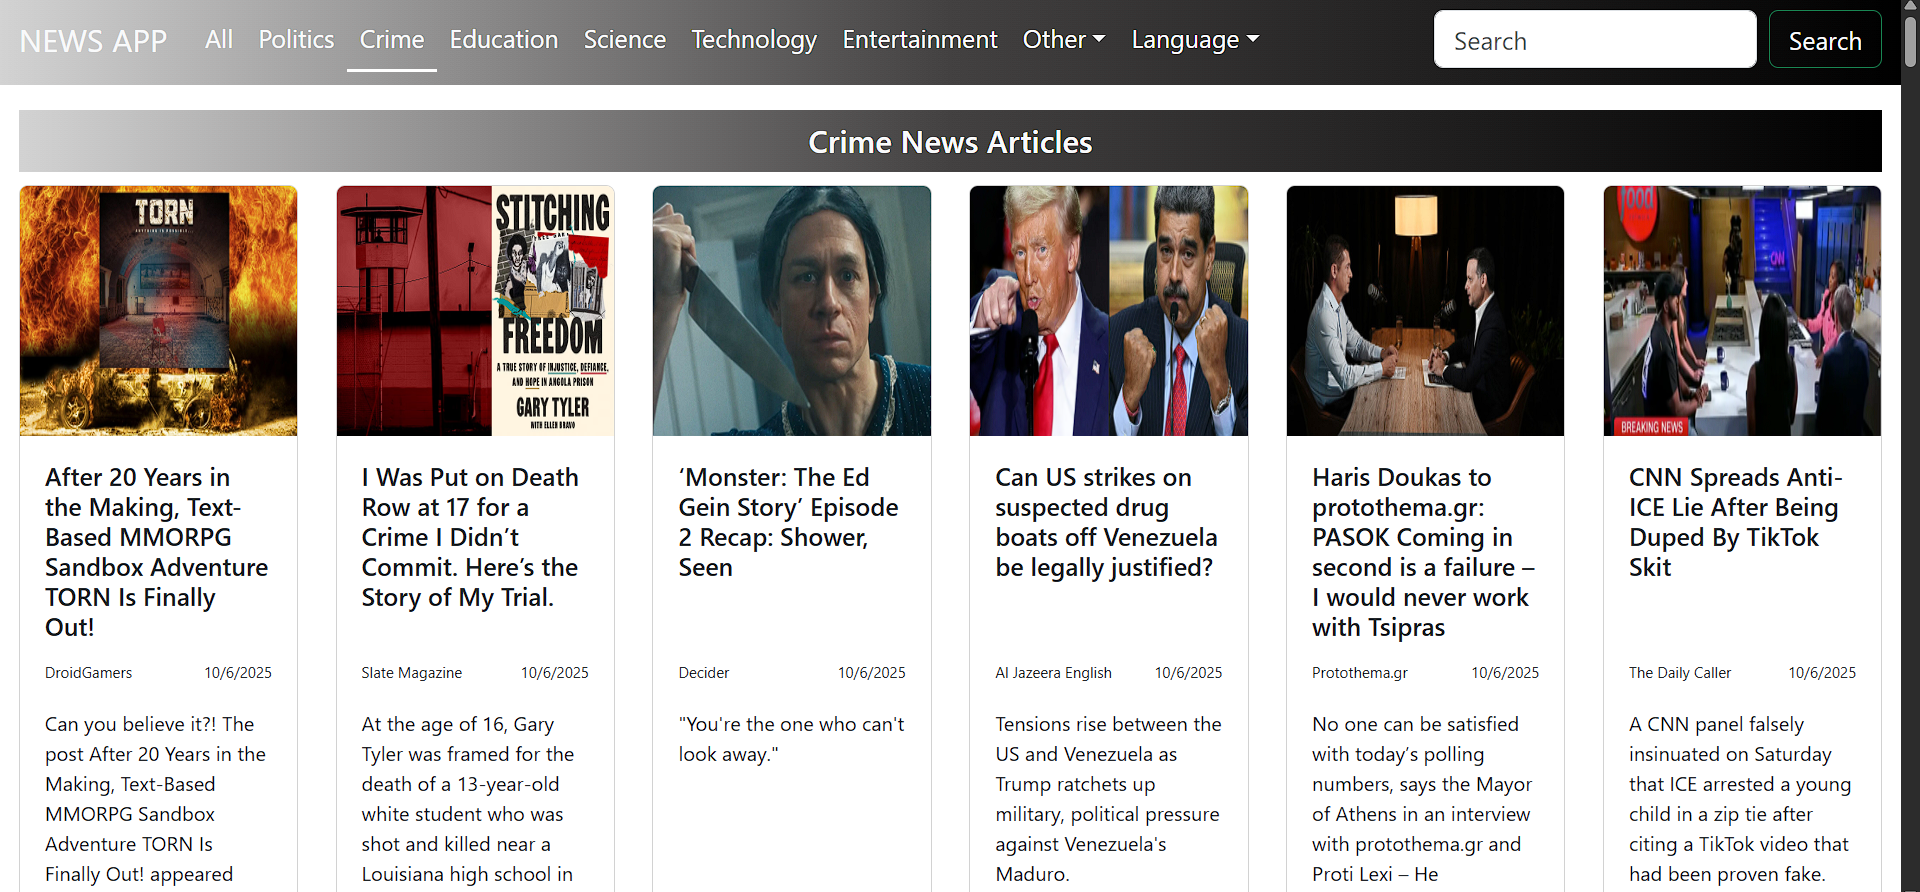 NEWS APP All Politics Crime Education Science Technology Entertainment Other Language Search Search
Crime News Articles
TORN
STITCHING
FREEDOM
A TRUE STORY OF INJUSTICE, DEFIANCE,
AND HOPE IN ANGOLA PRISON
GARY TYLER
WITH ELLEN BRAVO
food
CNN
BREAKING NEWS
After 20 Years in
the Making, Text-
Based MMORPG
Sandbox Adventure
TORN Is Finally
Out!
DroidGamers 10/6/2025
Can you believe it?! The
post After 20 Years in the
Making, Text-Based
MMORPG Sandbox
Adventure TORN Is
Finally Out! appeared
I Was Put on Death
Row at 17 for a
Crime I Didn’t
Commit. Here’s the
Story of My Trial.
Slate Magazine 10/6/2025
At the age of 16, Gary
Tyler was framed for the
death of a 13-year-old
white student who was
shot and killed near a
Louisiana high school in
‘Monster: The Ed
Gein Story’ Episode
2 Recap: Shower,
Seen
Decider 10/6/2025
"You're the one who can't
look away."
Can US strikes on
suspected drug
boats off Venezuela
be legally justified?
Al Jazeera English 10/6/2025
Tensions rise between the
US and Venezuela as
Trump ratchets up
military, political pressure
against Venezuela's
Maduro.
Haris Doukas to
protothema.gr:
PASOK Coming in
second is a failure –
I would never work
with Tsipras
Protothema.gr 10/6/2025
No one can be satisfied
with today’s polling
numbers, says the Mayor
of Athens in an interview
with protothema.gr and
Proti Lexi – He
CNN Spreads Anti-
ICE Lie After Being
Duped By TikTok
Skit
The Daily Caller 10/6/2025
A CNN panel falsely
insinuated on Saturday
that ICE arrested a young
child in a zip tie after
citing a TikTok video that
had been proven fake.